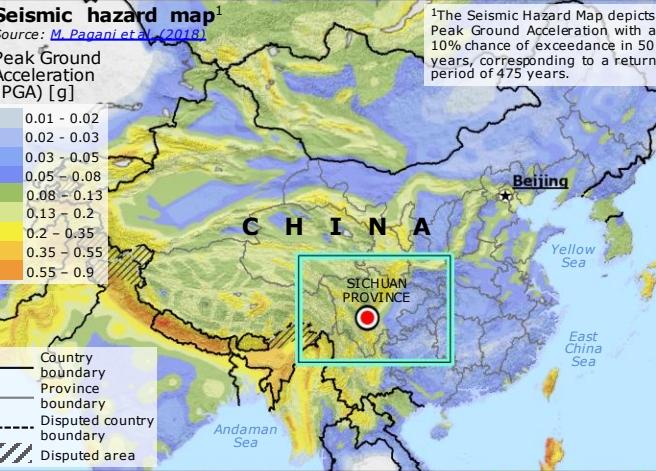 Seismic hazard map¹
Source: M. Pagani et al. (2018)
¹The Seismic Hazard Map depicts
Peak Ground Acceleration with a
10% chance of exceedance in 50
years, corresponding to a return
period of 475 years.
Peak Ground
Acceleration
(PGA) [g]
0.01 - 0.02
0.02 - 0.03
0.03 - 0.05
0.05 - 0.08
0.08 - 0.13
0.13 - 0.2
0.2 - 0.35
0.35 - 0.55
0.55 - 0.9
Beijing
CHINA
Yellow
Sea
SICHUAN
PROVINCE
East
China
Sea
Country
boundary
Province
boundary
Disputed country
boundary
Disputed area
Andaman
Sea